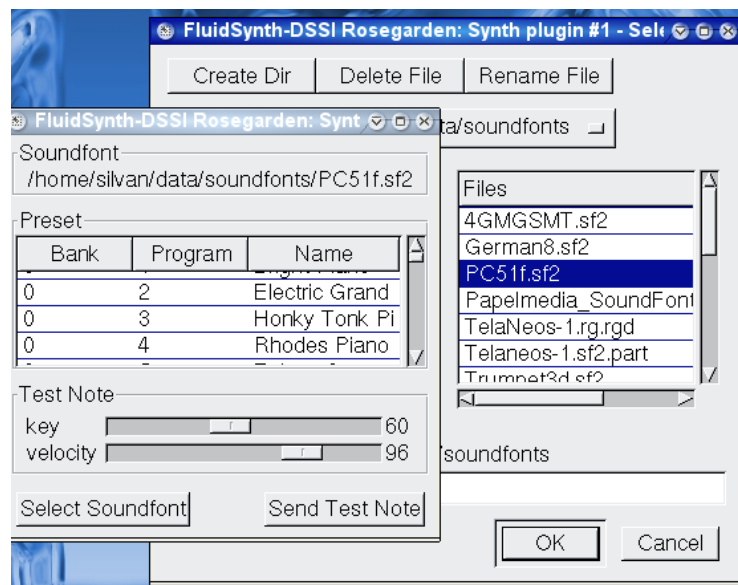 FluidSynth-DSSI Rosegarden: Synth plugin #1 - Sele
Create Dir Delete File Rename File
ta/soundfonts
Files
4GMGSMT.sf2
German8.sf2
PC51f.sf2
Papelmedia_SoundFont
TelaNeos-1.rg.rgd
Telaneos-1.sf2.part
Trumpet3d.sf2
/soundfonts
OK Cancel
FluidSynth-DSSI Rosegarden: Synt
Soundfont
/home/silvan/data/soundfonts/PC51f.sf2
Preset
Bank Program Name
0 2 Electric Grand
0 3 Honky Tonk Pi
0 4 Rhodes Piano
Test Note
key 60
velocity 96
Select Soundfont Send Test Note